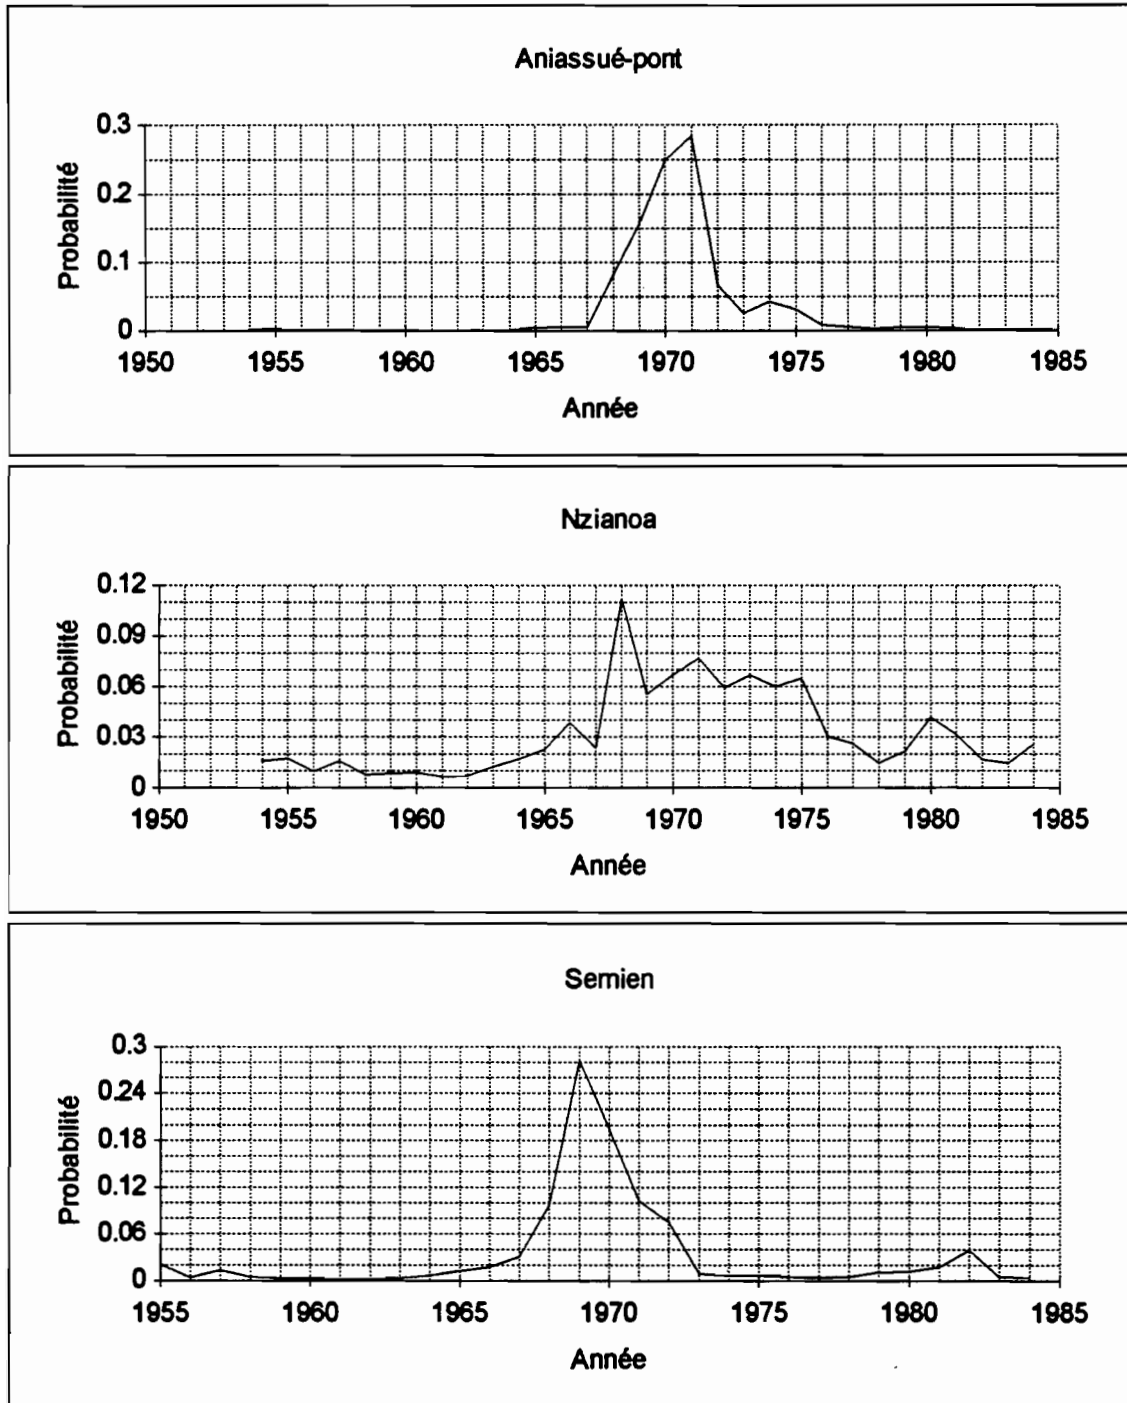 Aniassué-pont
0.3
0.2
0.1
0
Probabilité
1950 1955 1960 1965 1970 1975 1980 1985
Année
Nzianoa
0.12
0.09
0.06
0.03
0
Probabilité
1950 1955 1960 1965 1970 1975 1980 1985
Année
Semien
0.3
0.24
0.18
0.12
0.06
0
Probabilité
1955 1960 1965 1970 1975 1980 1985
Année